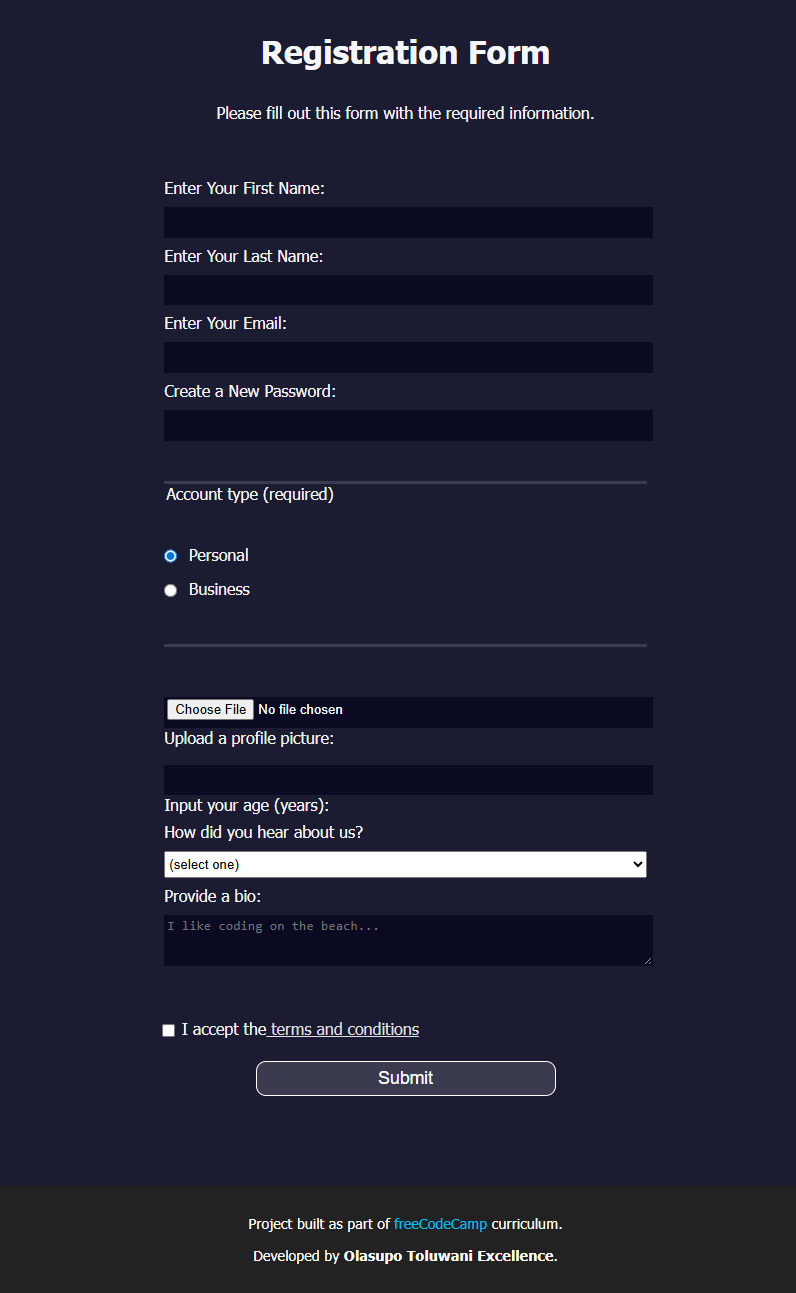 Registration Form
Please fill out this form with the required information.
Enter Your First Name:
Enter Your Last Name:
Enter Your Email:
Create a New Password:
Account type (required)
Personal
Business
Choose File No file chosen
Upload a profile picture:
Input your age (years):
How did you hear about us?
(select one)
Provide a bio:
I like coding on the beach...
I accept the terms and conditions
Submit
Project built as part of freeCodeCamp curriculum.
Developed by Olasupo Toluwani Excellence.